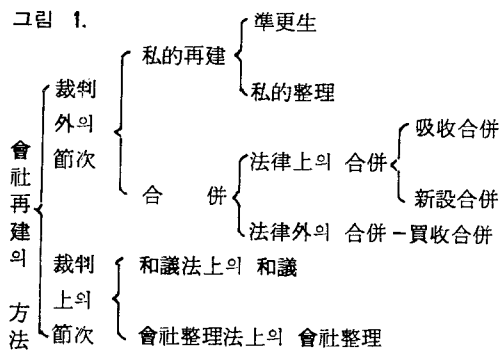 그림 1.
會社再建의 方法
裁判外의 節次
私的再建
準更生
私的整理
合 併
法律上의 合併
吸收合併
新設合併
法律外의 合併－買收合併
裁判上의 節次
和議法上의 和議
會社整理法上의 會社整理